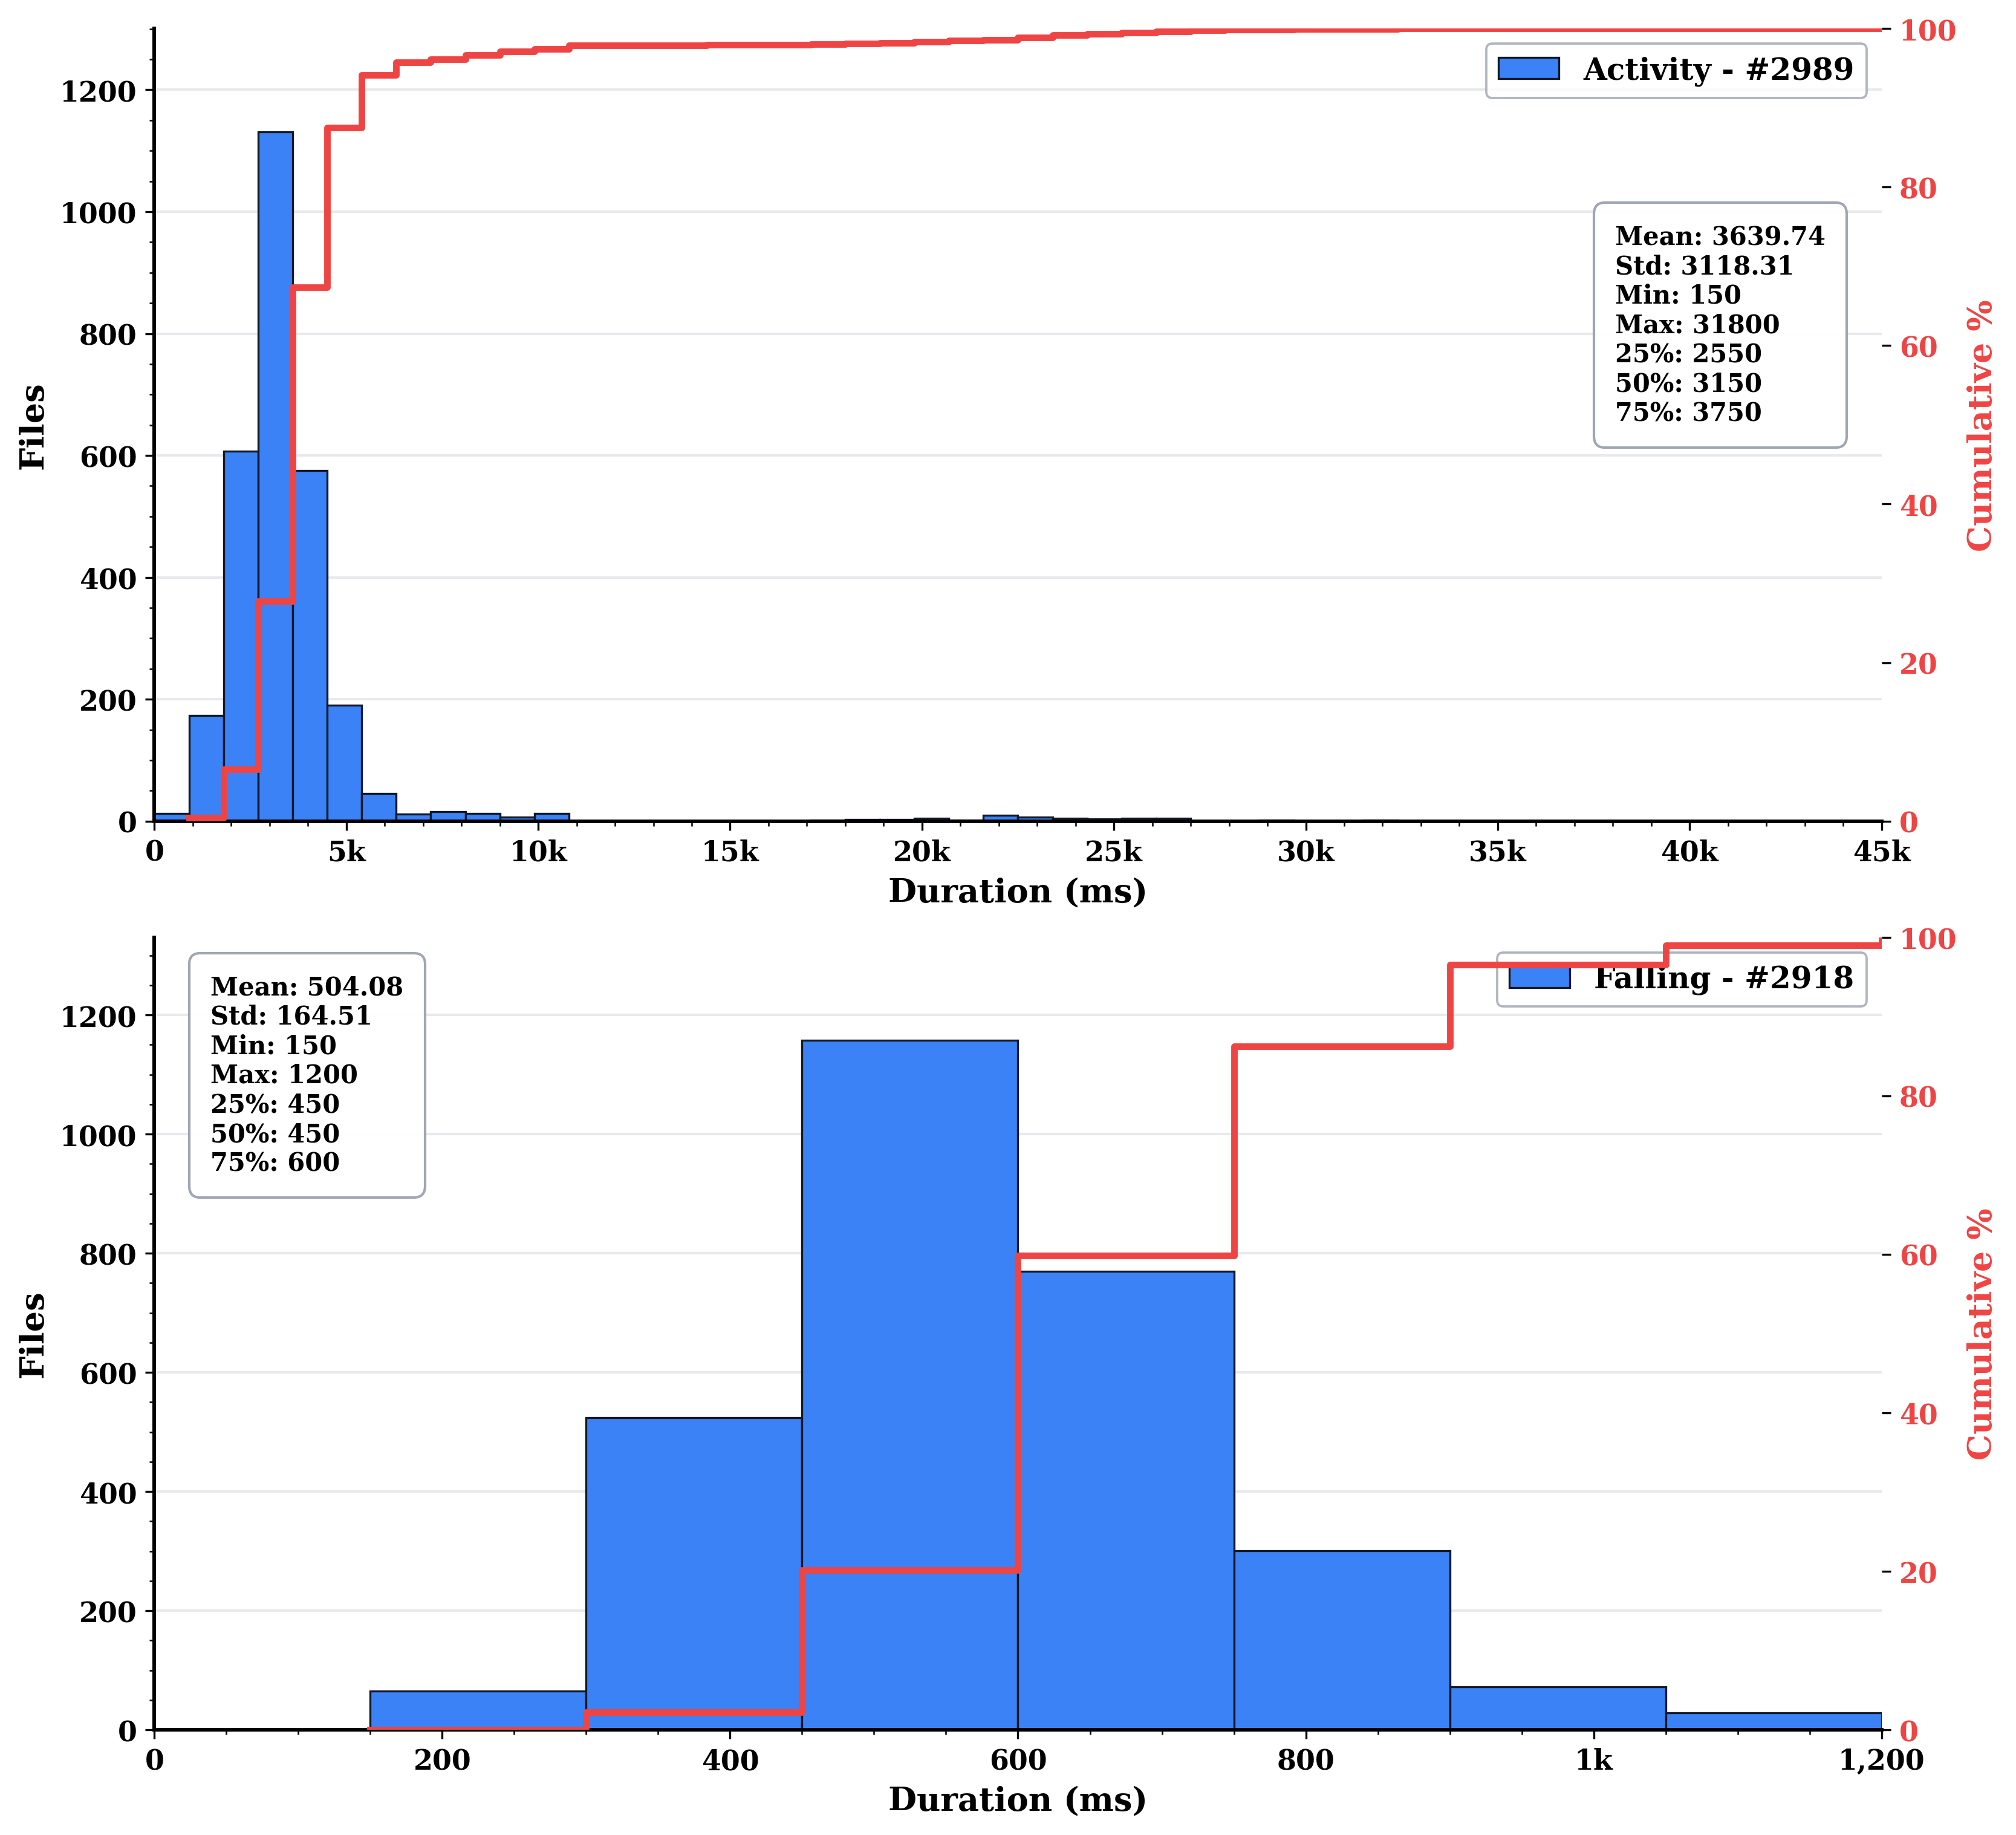 100
Activity - #2989
1200
80
1000
Mean: 3639.74
Std: 3118.31
Min: 150
Max: 31800
25%: 2550
50%: 3150
75%: 3750
800
60
Files
Cumulative %
600
40
400
20
200
0
0
0 5k 10k 15k 20k 25k 30k 35k 40k 45k
Duration (ms)
100
Falling - #2918
Mean: 504.08
Std: 164.51
Min: 150
Max: 1200
25%: 450
50%: 450
75%: 600
1200
80
1000
800
60
Files
Cumulative %
600
40
400
20
200
0
0
0 200 400 600 800 1k 1,200
Duration (ms)